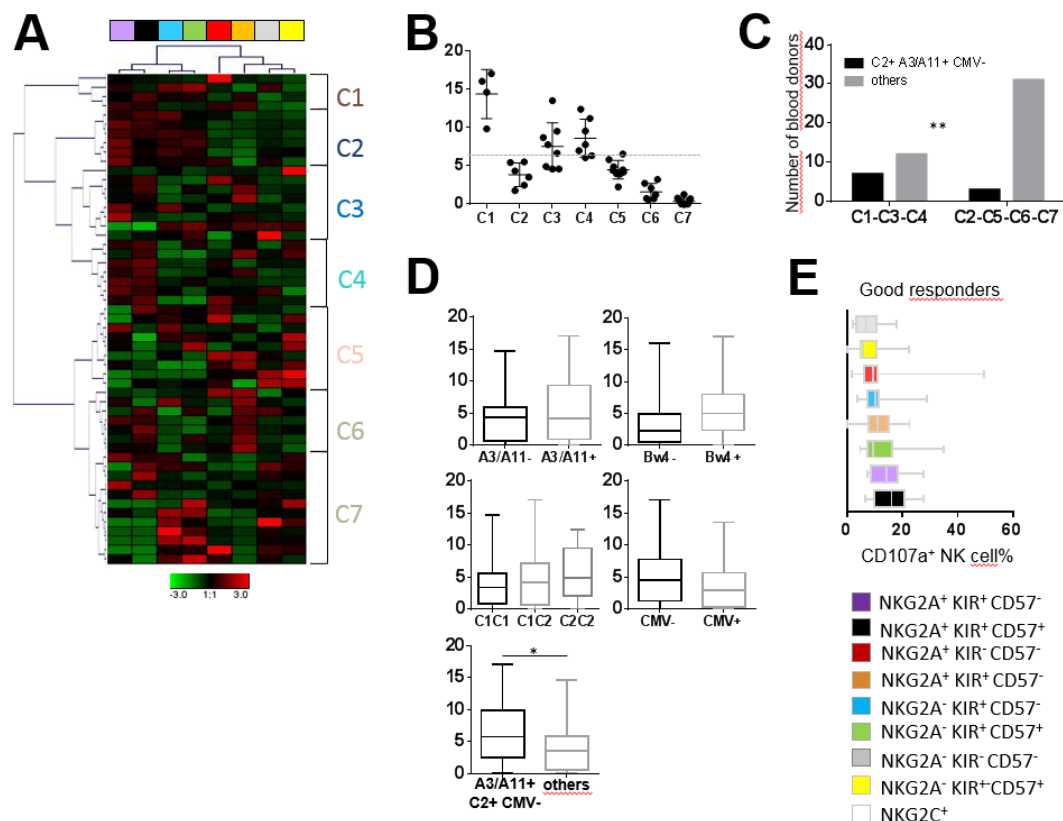 A
C1
C2
C3
C4
C5
C6
C7
-3.0 1:1 3.0
B
20
15
10
5
0
C1 C2 C3 C4 C5 C6 C7
C
Number of blood donors
40
30
20
10
0
C2+ A3/A11+ CMV-
others
**
C1-C3-C4 C2-C5-C6-C7
D
20
15
10
5
0
A3/A11- A3/A11+
20
15
10
5
0
Bw4- Bw4+
20
15
10
5
0
C1C1 C1C2 C2C2
20
15
10
5
0
CMV- CMV+
20
15
10
5
0
*
A3/A11+ others
C2+ CMV-
E
Good responders
0 20 40 60
CD107a⁺ NK cell%
NKG2A⁺ KIR⁺ CD57⁻
NKG2A⁺ KIR⁺ CD57⁺
NKG2A⁺ KIR⁻ CD57⁻
NKG2A⁺ KIR⁺ CD57⁻
NKG2A⁻ KIR⁺ CD57⁻
NKG2A⁻ KIR⁺ CD57⁺
NKG2A⁻ KIR⁻ CD57⁻
NKG2A⁻ KIR⁺⁻CD57⁺
NKG2C⁺